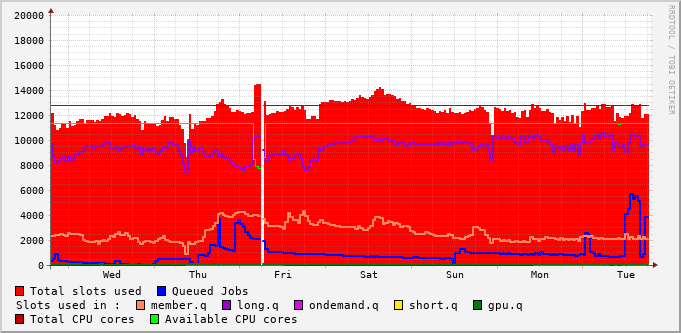 20000
18000
16000
14000
12000
10000
8000
6000
4000
2000
0
Wed Thu Fri Sat Sun Mon Tue
RRDTOOL / TOBI OETIKER
Total slots used Queued Jobs
Slots used in : member.q long.q ondemand.q short.q gpu.q
Total CPU cores Available CPU cores